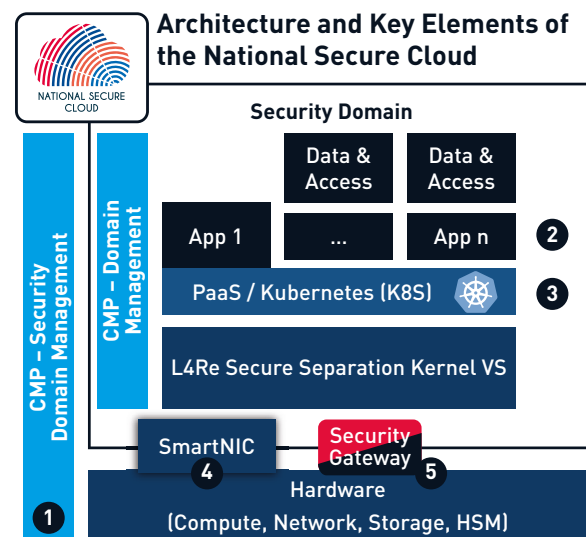 Architecture and Key Elements of
the National Secure Cloud
NATIONAL SECURE
CLOUD
Security Domain
CMP – Security
Domain Management
CMP – Domain
Management
Data &
Access
Data &
Access
App 1
...
App n
2
PaaS / Kubernetes (K8S)
3
L4Re Secure Separation Kernel VS
SmartNIC
4
Security
Gateway
5
1
Hardware
(Compute, Network, Storage, HSM)